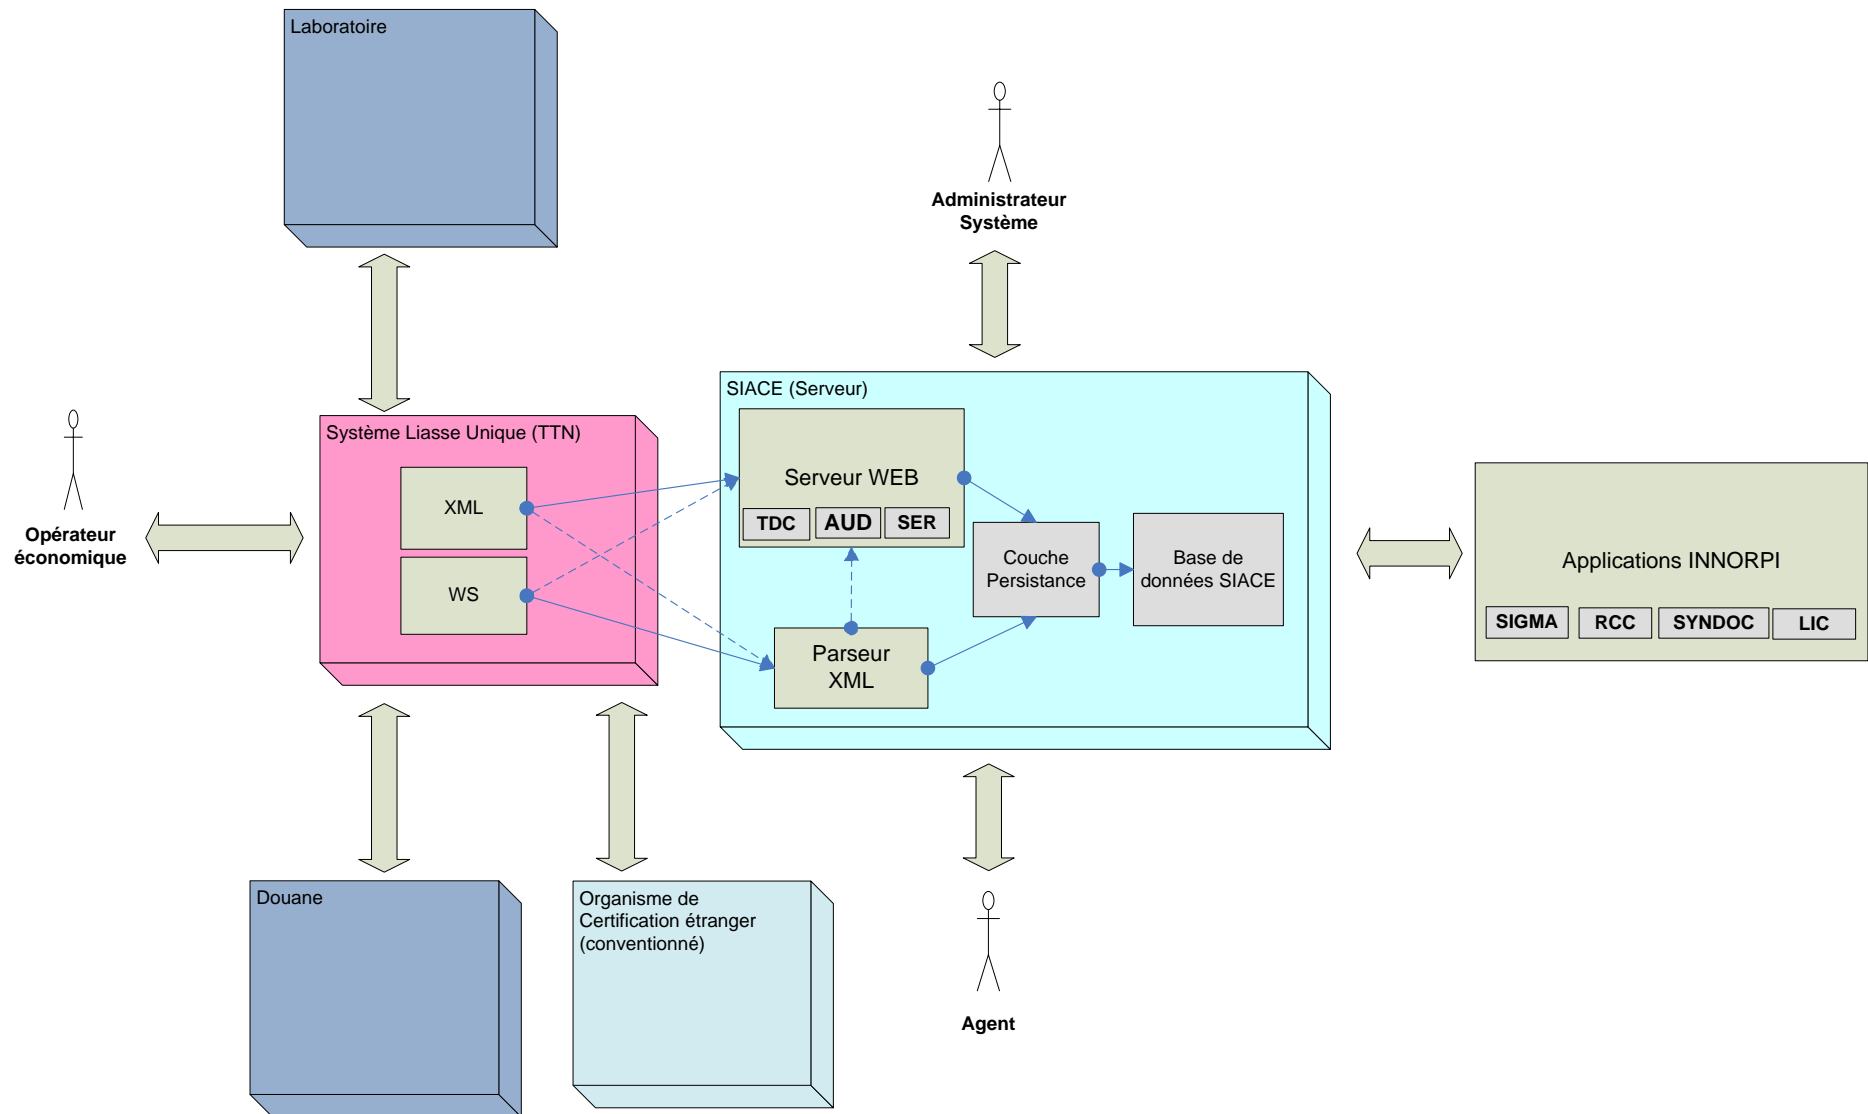 Laboratoire
Administrateur
Système
SIACE (Serveur)
Système Liasse Unique (TTN)
XML
WS
Serveur WEB
TDC
AUD
SER
Couche
Persistance
Base de
données SIACE
Parseur
XML
Opérateur
économique
Applications INNORPI
SIGMA
RCC
SYNDOC
LIC
Douane
Organisme de
Certification étranger
(conventionné)
Agent